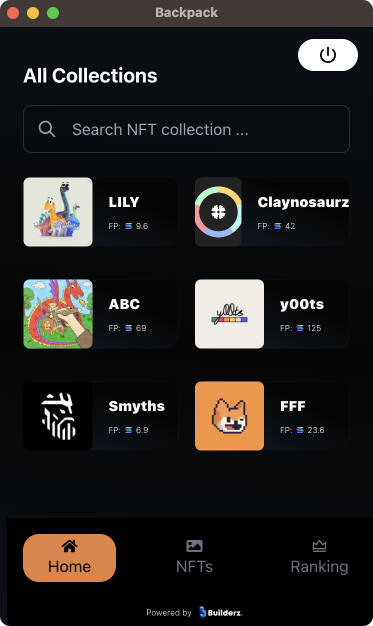 Backpack
All Collections
Search NFT collection ...
LILY
FP: 9.6
Claynosaurz
FP: 42
ABC
FP: 69
y00ts
y00ts
FP: 125
Smyths
FP: 6.9
FFF
FP: 23.6
Home
NFTs
Ranking
Powered by Builderz.